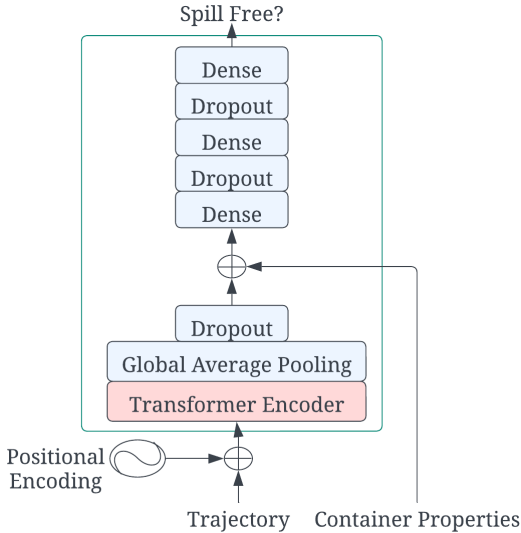 Spill Free?
Dense
Dropout
Dense
Dropout
Dense
Dropout
Global Average Pooling
Transformer Encoder
Positional
Encoding
Trajectory
Container Properties